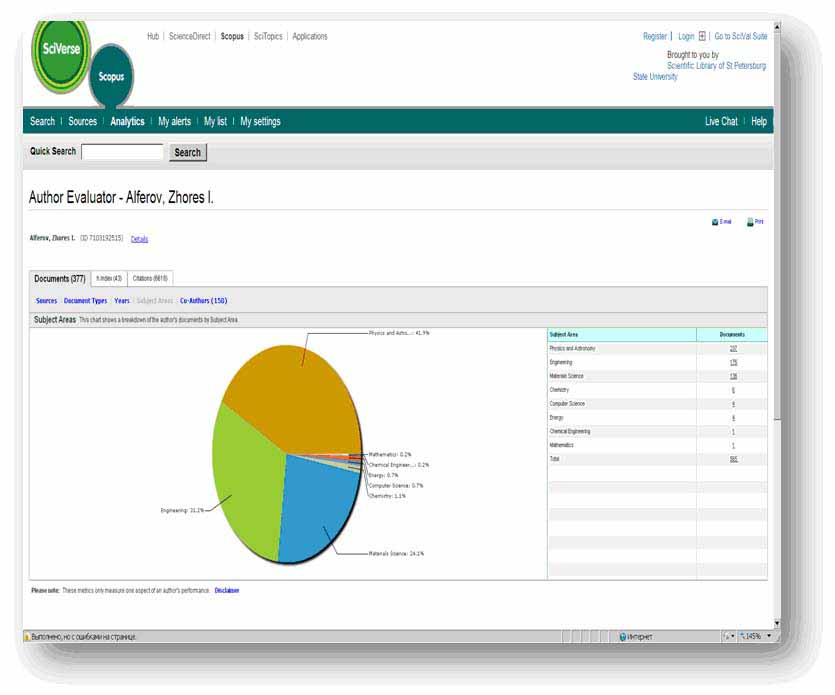 SciVerse
Scopus
Hub | ScienceDirect | Scopus | SciTopics | Applications
Register | Login | Go to SciVal Suite
Brought to you by
Scientific Library of St Petersburg
State University
Search | Sources | Analytics | My alerts | My list | My settings
Live Chat | Help
Quick Search Search
Author Evaluator - Alferov, Zhores I.
E-mail Print
Alferov, Zhores I. (ID 7103192515) Details
Documents (377) h Index (43) Citations (6616)
Sources | Document Types | Years | Subject Areas | Co-Authors (150)
Subject Areas This chart shows a breakdown of the author's documents by Subject Area.
Physics and Astro...: 41.9%
Mathematics: 0.2%
Chemical Engineer...: 0.2%
Energy: 0.7%
Computer Science: 0.7%
Chemistry: 1.1%
Engineering: 31.2%
Materials Science: 24.1%
Subject Area Documents
Physics and Astronomy
Engineering 175
Materials Science
Chemistry 6
Computer Science 4
Energy 4
Chemical Engineering 1
Mathematics 1
Total
Please note: These metrics only measure one aspect of an author's performance. Disclaimer
Выполнено, но с ошибками на странице.
Интернет
145%